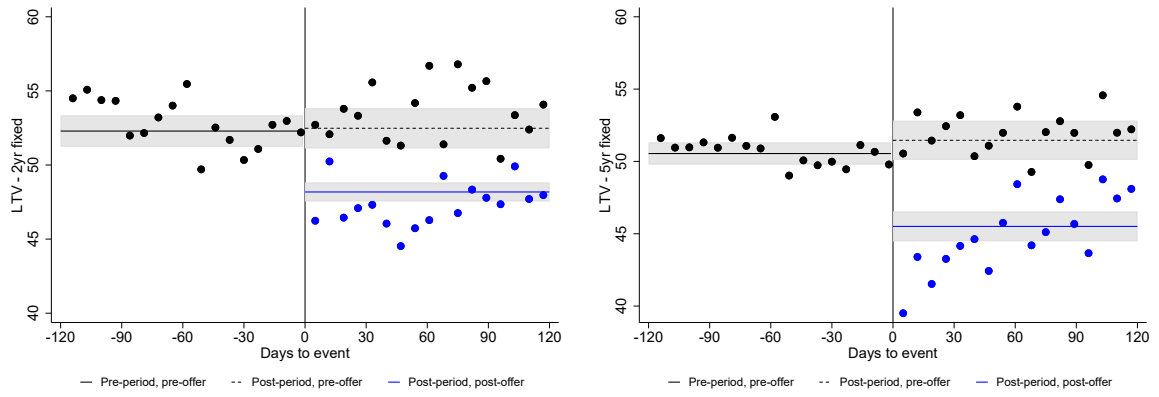 LTV - 2yr fixed
60
55
50
45
40
-120 -90 -60 -30 0 30 60 90 120
Days to event
Pre-period, pre-offer Post-period, pre-offer Post-period, post-offer
LTV - 5yr fixed
60
55
50
45
40
-120 -90 -60 -30 0 30 60 90 120
Days to event
Pre-period, pre-offer Post-period, pre-offer Post-period, post-offer